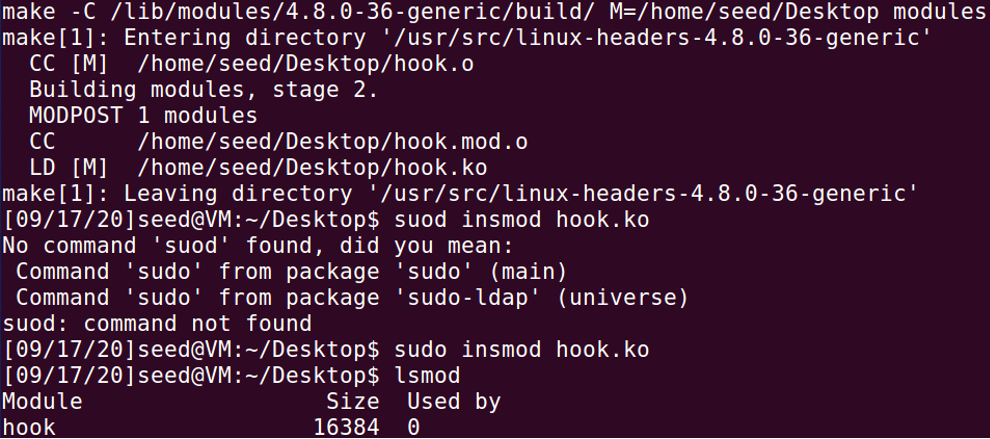 make -C /lib/modules/4.8.0-36-generic/build/ M=/home/seed/Desktop modules
make[1]: Entering directory '/usr/src/linux-headers-4.8.0-36-generic'
  CC [M]  /home/seed/Desktop/hook.o
  Building modules, stage 2.
  MODPOST 1 modules
  CC      /home/seed/Desktop/hook.mod.o
  LD [M]  /home/seed/Desktop/hook.ko
make[1]: Leaving directory '/usr/src/linux-headers-4.8.0-36-generic'
[09/17/20]seed@VM:~/Desktop$ suod insmod hook.ko
No command 'suod' found, did you mean:
 Command 'sudo' from package 'sudo' (main)
 Command 'sudo' from package 'sudo-ldap' (universe)
suod: command not found
[09/17/20]seed@VM:~/Desktop$ sudo insmod hook.ko
[09/17/20]seed@VM:~/Desktop$ lsmod
Module                  Size  Used by
hook                   16384  0